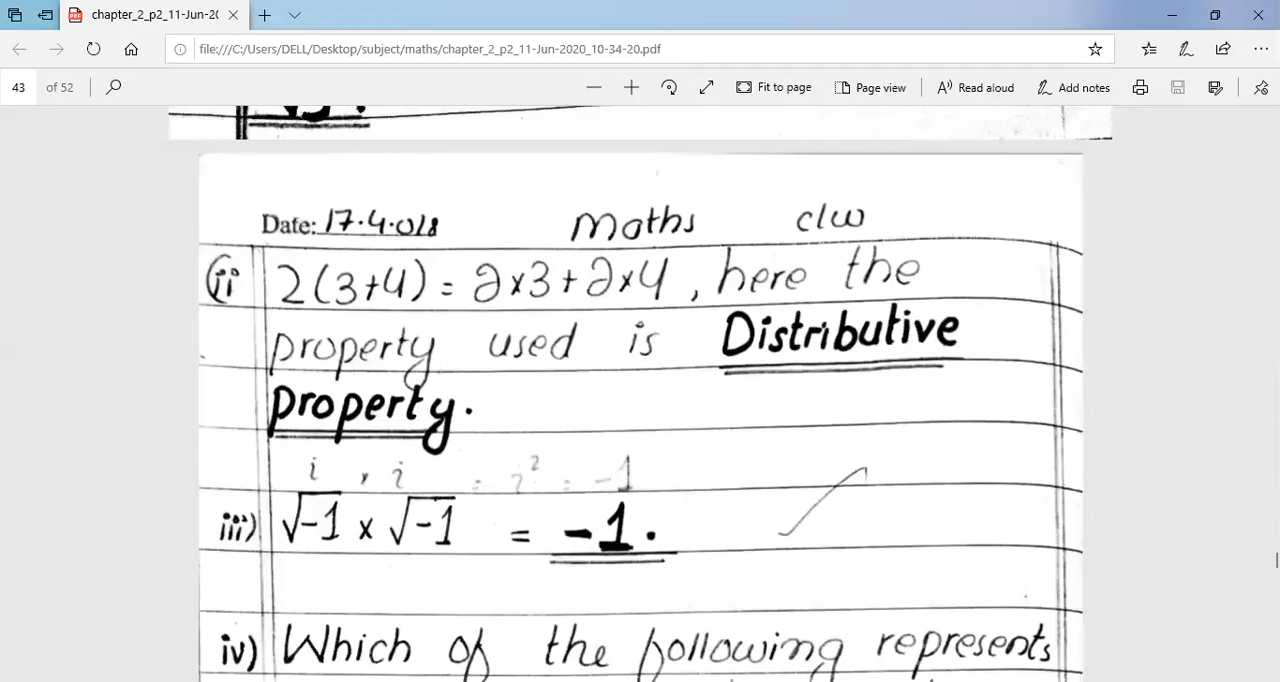 chapter_2_p2_11-Jun-20
file:///C:/Users/DELL/Desktop/subject/maths/chapter_2_p2_11-Jun-2020_10-34-20.pdf
43 of 52 Fit to page Page view Read aloud Add notes
Date: 17.4.018 Maths c/w
(ii 2(3+4) = 2×3+2×4, here the
property used is Distributive
property.
i , i = i² = -1
iii) √-1 × √-1 = -1.
iv) Which of the following represents